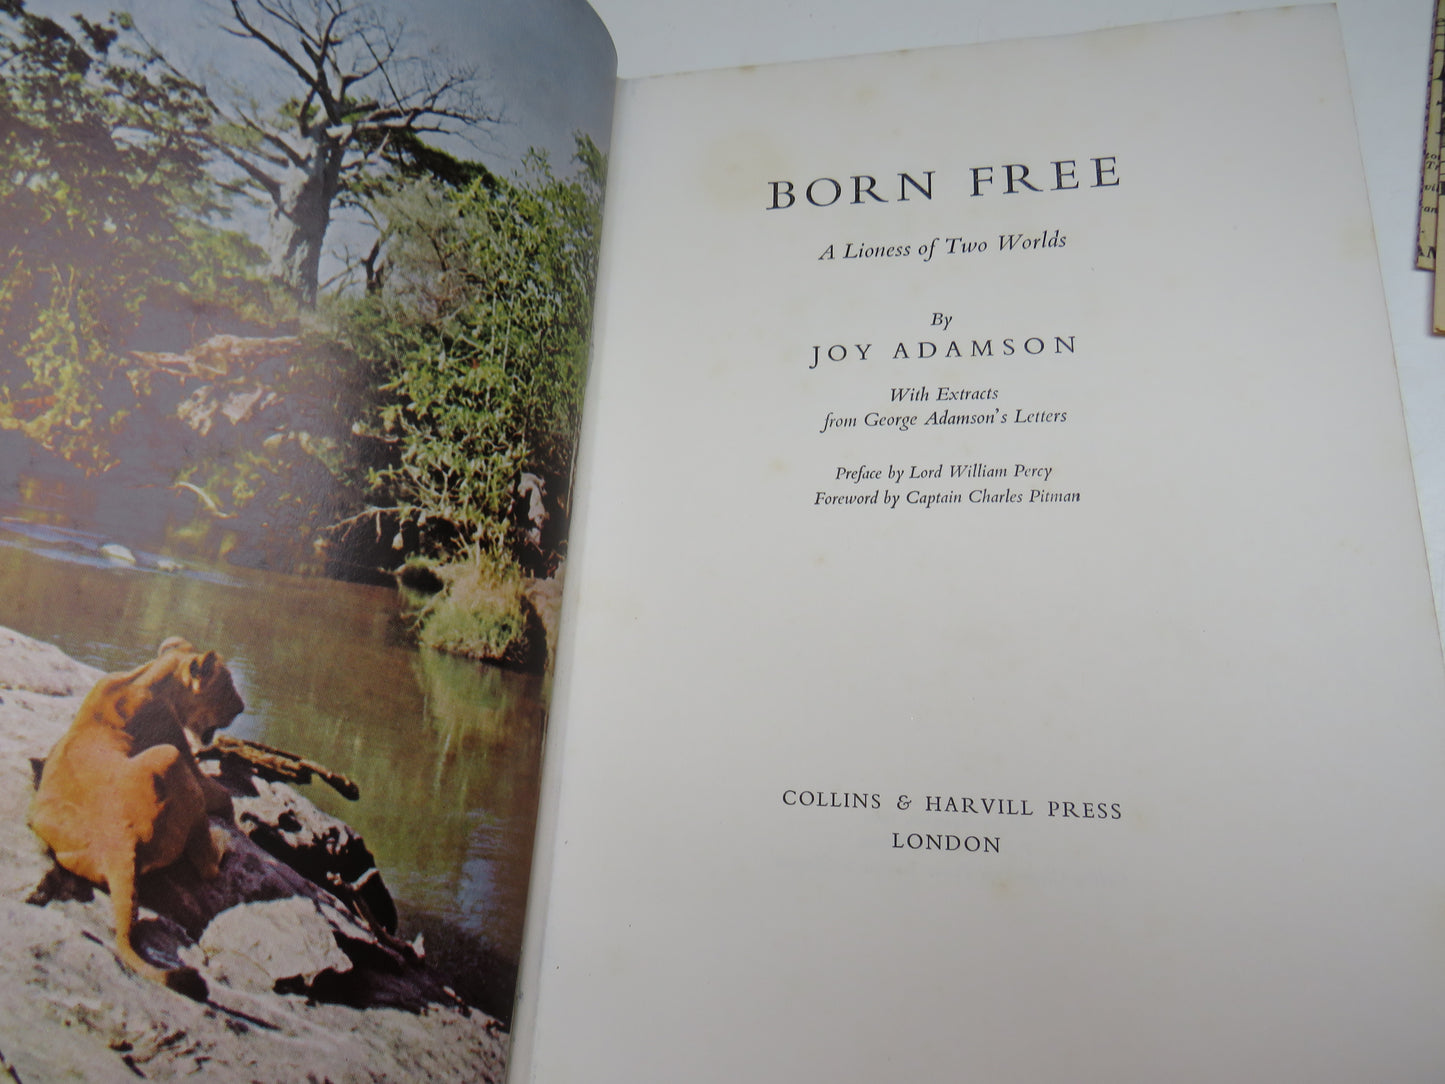 BORN FREE
A Lioness of Two Worlds
By
JOY ADAMSON
With Extracts
from George Adamson's Letters
Preface by Lord William Percy
Foreword by Captain Charles Pitman
COLLINS & HARVILL PRESS
LONDON